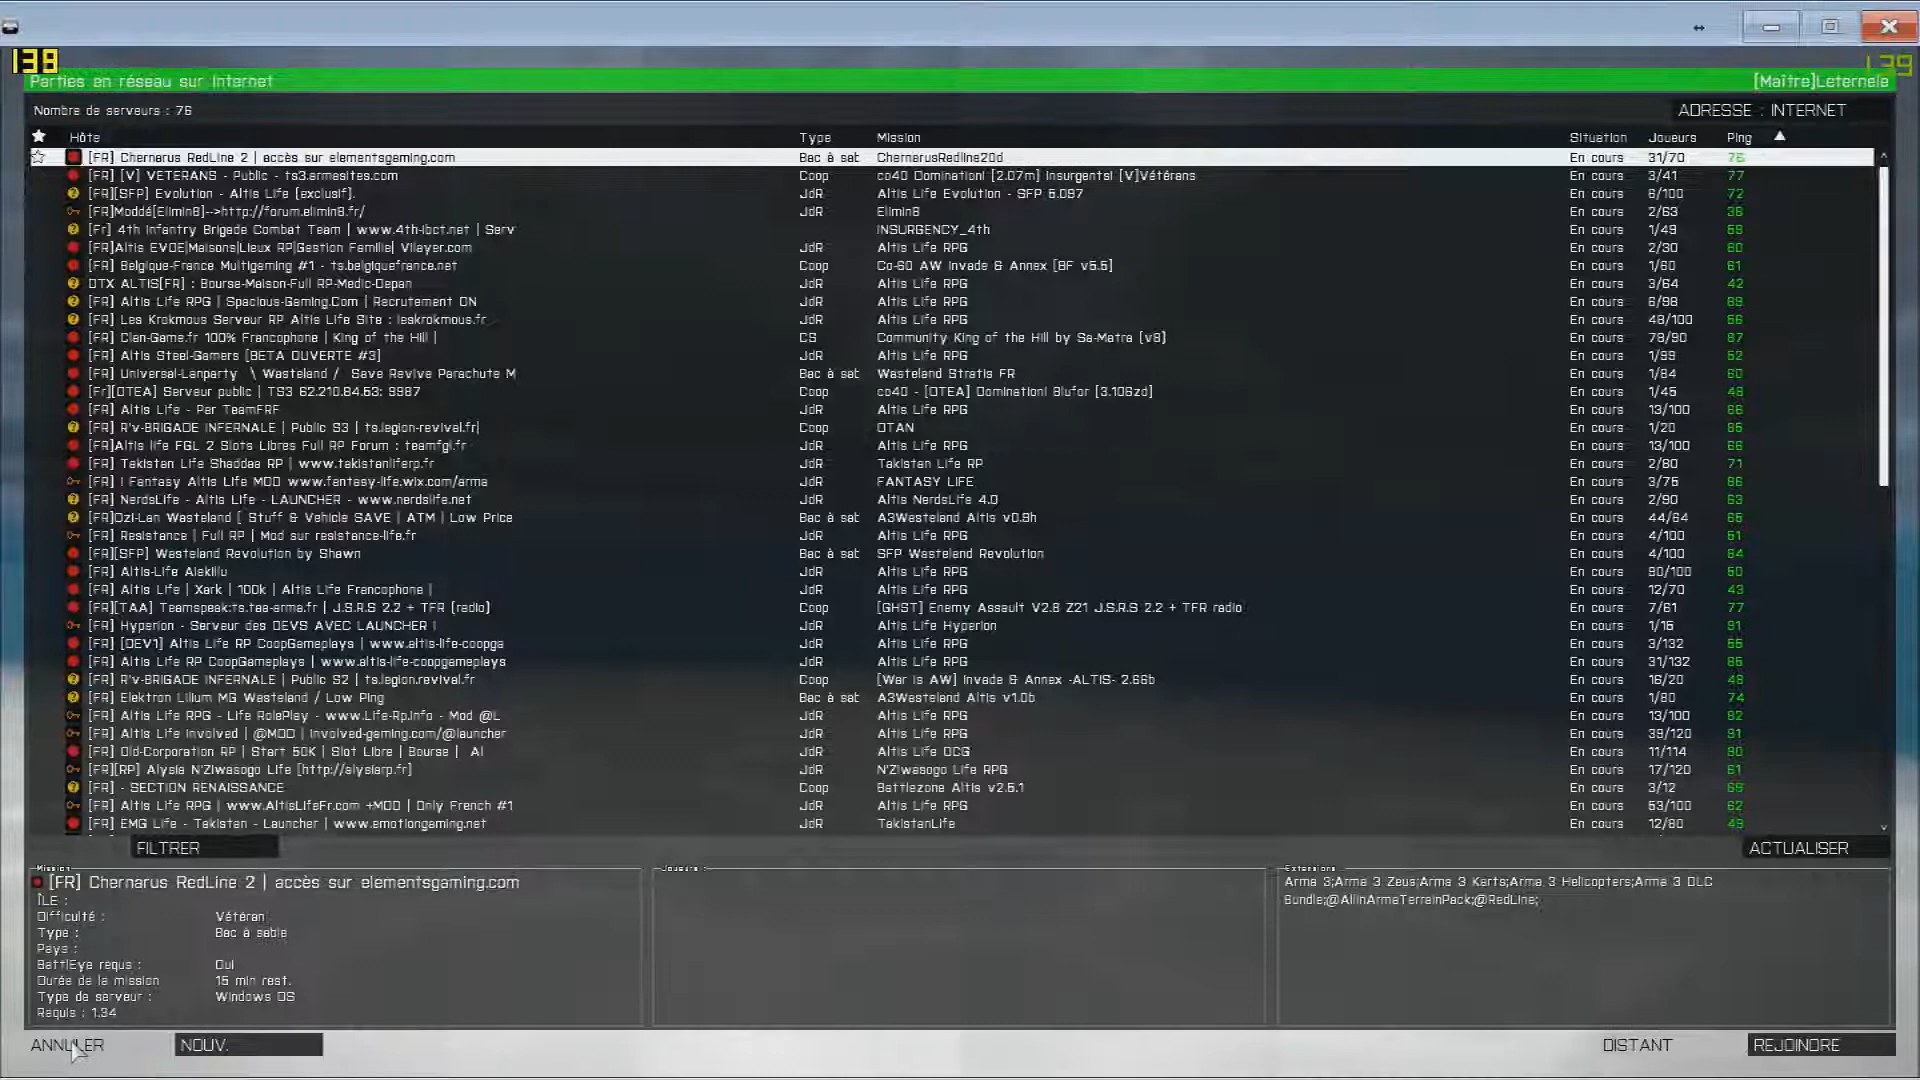 139
139
Parties en réseau sur Internet [Maître]Leternele
Nombre de serveurs : 76 ADRESSE : INTERNET
Hôte Type Mission Situation Joueurs Ping
[FR] Chernarus RedLine 2 | accès sur elementsgaming.com Bac à sat ChernarusRedline20d En cours 31/70 76
[FR] [V] VETERANS - Public - ts3.armasites.com Coop co40 Domination! [2.07m] Insurgents! [V]Vétérans En cours 3/41 77
[FR][SFP] Evolution - Altis Life (exclusif). JdR Altis Life Evolution - SFP 5.097 En cours 6/100 72
[FR]Moddé[Elimin8]-->http://forum.elimin8.fr/ JdR Elimin8 En cours 2/63 36
[Fr] 4th Infantry Brigade Combat Team | www.4th-ibct.net | Serv INSURGENCY_4th En cours 1/49 59
[FR]Altis EVOE|Maisons|Lieux RP|Gestion Famille| Vilayer.com JdR Altis Life RPG En cours 2/30 60
[FR] Belgique-France Multigaming #1 - ts.belgiquefrance.net Coop Co-60 AW Invade & Annex [BF v5.5] En cours 1/60 61
DTX ALTIS[FR] : Bourse-Maison-Full RP-Medic-Depan JdR Altis Life RPG En cours 3/64 42
[FR] Altis Life RPG | Spacious-Gaming.Com | Recrutement ON JdR Altis Life RPG En cours 6/98 69
[FR] Les Krokmous Serveur RP Altis Life Site : leskrokmous.fr JdR Altis Life RPG En cours 48/100 56
[FR] Clan-Game.fr 100% Francophone | King of the Hill | CS Community King of the Hill by Sa-Matra [v8] En cours 79/90 87
[FR] Altis Steel-Gamers [BETA OUVERTE #3] JdR Altis Life RPG En cours 1/99 52
[FR] Universal-Lanparty \ Wasteland / Save Revive Parachute M Bac à sat Wasteland Stratis FR En cours 1/84 60
[Fr][OTEA] Serveur public | TS3 62.210.84.63: 9987 Coop co40 - [OTEA] Domination! Blufor [3.106zd] En cours 1/45 48
[FR] Altis Life - Par TeamFRF JdR Altis Life RPG En cours 13/100 66
[FR] R'v-BRIGADE INFERNALE | Public S3 | ts.legion-revival.fr| Coop OTAN En cours 1/20 85
[FR]Altis life FGL 2 Slots Libres Full RP Forum : teamfgl.fr JdR Altis Life RPG En cours 13/100 66
[FR] Takistan Life Shaddaa RP | www.takistanliferp.fr JdR Takistan Life RP En cours 2/80 71
[FR] | Fantasy Altis Life MOD www.fantasy-life.wix.com/arma JdR FANTASY LIFE En cours 3/75 86
[FR] NerdsLife - Altis Life - LAUNCHER - www.nerdslife.net JdR Altis NerdsLife 4.0 En cours 2/90 63
[FR]Ozi-Lan Wasteland [ Stuff & Vehicle SAVE | ATM | Low Price Bac à sat A3Wasteland Altis v0.9h En cours 44/64 65
[FR] Resistance | Full RP | Mod sur resistance-life.fr JdR Altis Life RPG En cours 4/100 51
[FR][SFP] Wasteland Revolution by Shawn Bac à sat SFP Wasteland Revolution En cours 4/100 64
[FR] Altis-Life Alekillu JdR Altis Life RPG En cours 90/100 50
[FR] Altis Life | Xark | 100k | Altis Life Francophone | JdR Altis Life RPG En cours 12/70 43
[FR][TAA] Teamspeak:ts.taa-arma.fr | J.S.R.S 2.2 + TFR (radio) Coop [GHST] Enemy Assault V2.8 Z21 J.S.R.S 2.2 + TFR radio En cours 7/61 77
[FR] Hyperion - Serveur des DEVS AVEC LAUNCHER ! JdR Altis Life Hyperion En cours 1/15 91
[FR] [DEV1] Altis Life RP CoopGameplays | www.altis-life-coopga JdR Altis Life RPG En cours 3/132 55
[FR] Altis Life RP CoopGameplays | www.altis-life-coopgameplays JdR Altis Life RPG En cours 31/132 85
[FR] R'v-BRIGADE INFERNALE | Public S2 | ts.legion.revival.fr Coop [War is AW] Invade & Annex -ALTIS- 2.66b En cours 16/20 48
[FR] Elektron Lilium MG Wasteland / Low Ping Bac à sat A3Wasteland Altis v1.0b En cours 1/80 74
[FR] Altis Life RPG - Life RolePlay - www.Life-Rp.info - Mod @L JdR Altis Life RPG En cours 13/100 82
[FR] Altis Life Involved | @MOD | involved-gaming.com/@launcher JdR Altis Life RPG En cours 39/120 91
[FR] Old-Corporation RP | Start 50K | Slot Libre | Bourse | Al JdR Altis Life OCG En cours 11/114 90
[FR][RP] Alysia N'Ziwasogo Life [http://alysiarp.fr] JdR N'Ziwasogo Life RPG En cours 17/120 61
[FR] - SECTION RENAISSANCE Coop Battlezone Altis v2.5.1 En cours 3/12 69
[FR] Altis Life RPG | www.AltisLifeFr.com +MOD | Only French #1 JdR Altis Life RPG En cours 53/100 62
[FR] EMG Life - Takistan - Launcher | www.emotiongaming.net JdR TakistanLife En cours 12/80 49
FILTRER ACTUALISER
Mission Joueurs : Extensions
[FR] Chernarus RedLine 2 | accès sur elementsgaming.com
ÎLE :
Difficulté : Vétéran
Type : Bac à sable
Pays :
BattlEye requs : Oui
Durée de la mission 15 min rest.
Type de serveur : Windows OS
Requis : 1.34
Arma 3;Arma 3 Zeus;Arma 3 Karts;Arma 3 Helicopters;Arma 3 DLC
Bundle;@AllInArmaTerrainPack;@RedLine;
ANNULER NOUV. DISTANT REJOINDRE